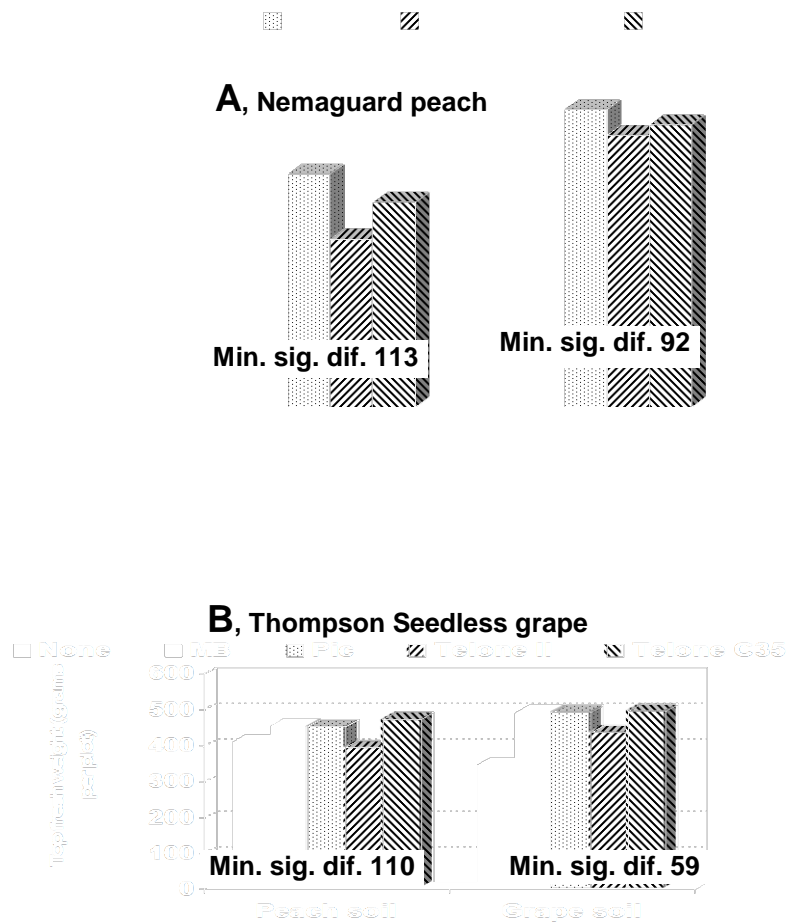 A, Nemaguard peach
Min. sig. dif. 113
Min. sig. dif. 92
B, Thompson Seedless grape
None MB Pic Telone II Telone C35
600
500
400
300
200
100
0
Min. sig. dif. 110
Min. sig. dif. 59
Peach soil Grape soil